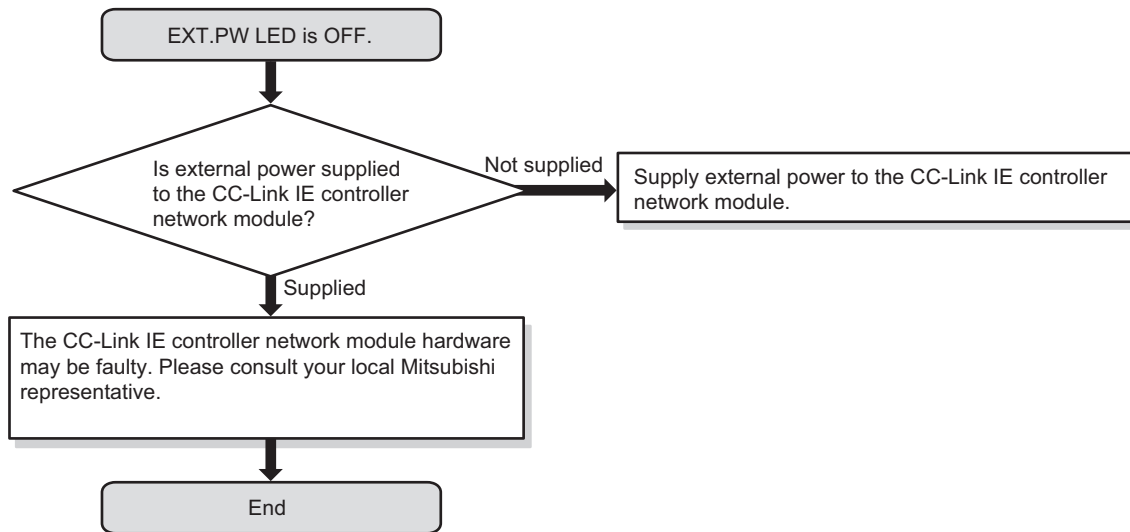 EXT.PW LED is OFF.
Is external power supplied
to the CC-Link IE controller
network module?
Not supplied
Supply external power to the CC-Link IE controller
network module.
Supplied
The CC-Link IE controller network module hardware
may be faulty. Please consult your local Mitsubishi
representative.
End